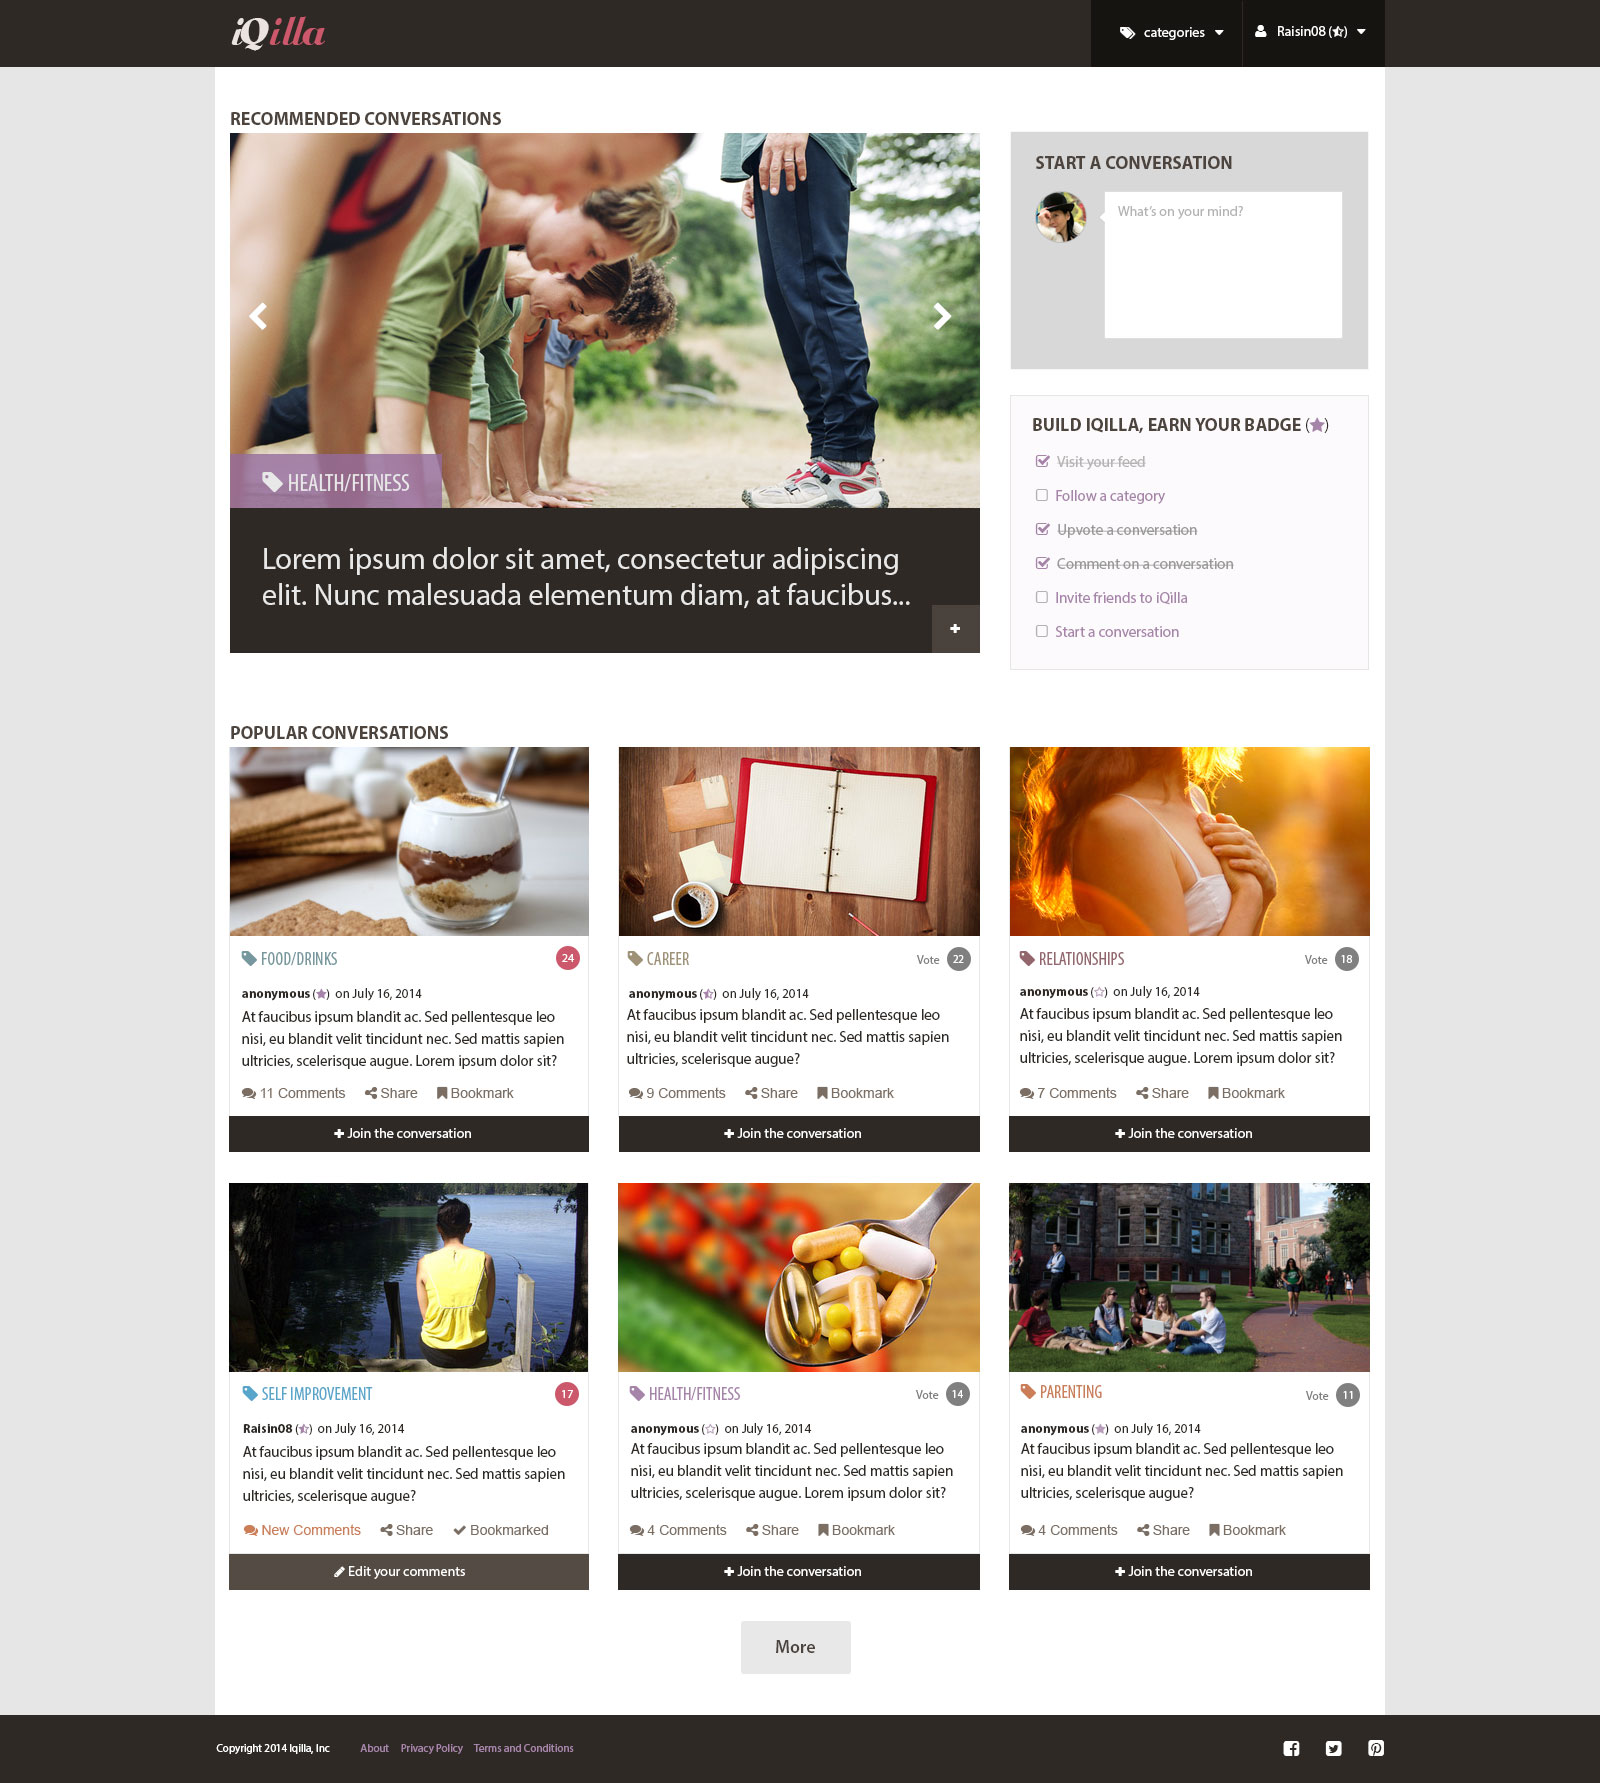 iQilla
categories
Raisin08 ( )
RECOMMENDED CONVERSATIONS
HEALTH/FITNESS
Lorem ipsum dolor sit amet, consectetur adipiscing
elit. Nunc malesuada elementum diam, at faucibus...
START A CONVERSATION
What's on your mind?
BUILD IQILLA, EARN YOUR BADGE (★)
Visit your feed
Follow a category
Upvote a conversation
Comment on a conversation
Invite friends to iQilla
Start a conversation
POPULAR CONVERSATIONS
FOOD/DRINKS
24
anonymous (★) on July 16, 2014
At faucibus ipsum blandit ac. Sed pellentesque leo
nisi, eu blandit velit tincidunt nec. Sed mattis sapien
ultricies, scelerisque augue. Lorem ipsum dolor sit?
11 Comments Share Bookmark
+ Join the conversation
CAREER
Vote 22
anonymous ( ) on July 16, 2014
At faucibus ipsum blandit ac. Sed pellentesque leo
nisi, eu blandit velit tincidunt nec. Sed mattis sapien
ultricies, scelerisque augue?
9 Comments Share Bookmark
+ Join the conversation
RELATIONSHIPS
Vote 18
anonymous (☆) on July 16, 2014
At faucibus ipsum blandit ac. Sed pellentesque leo
nisi, eu blandit velit tincidunt nec. Sed mattis sapien
ultricies, scelerisque augue. Lorem ipsum dolor sit?
7 Comments Share Bookmark
+ Join the conversation
SELF IMPROVEMENT
17
Raisin08 ( ) on July 16, 2014
At faucibus ipsum blandit ac. Sed pellentesque leo
nisi, eu blandit velit tincidunt nec. Sed mattis sapien
ultricies, scelerisque augue?
New Comments Share Bookmarked
Edit your comments
HEALTH/FITNESS
Vote 14
anonymous (☆) on July 16, 2014
At faucibus ipsum blandit ac. Sed pellentesque leo
nisi, eu blandit velit tincidunt nec. Sed mattis sapien
ultricies, scelerisque augue. Lorem ipsum dolor sit?
4 Comments Share Bookmark
+ Join the conversation
PARENTING
Vote 11
anonymous (★) on July 16, 2014
At faucibus ipsum blandit ac. Sed pellentesque leo
nisi, eu blandit velit tincidunt nec. Sed mattis sapien
ultricies, scelerisque augue?
4 Comments Share Bookmark
+ Join the conversation
More
Copyright 2014 Iqilla, Inc About Privacy Policy Terms and Conditions